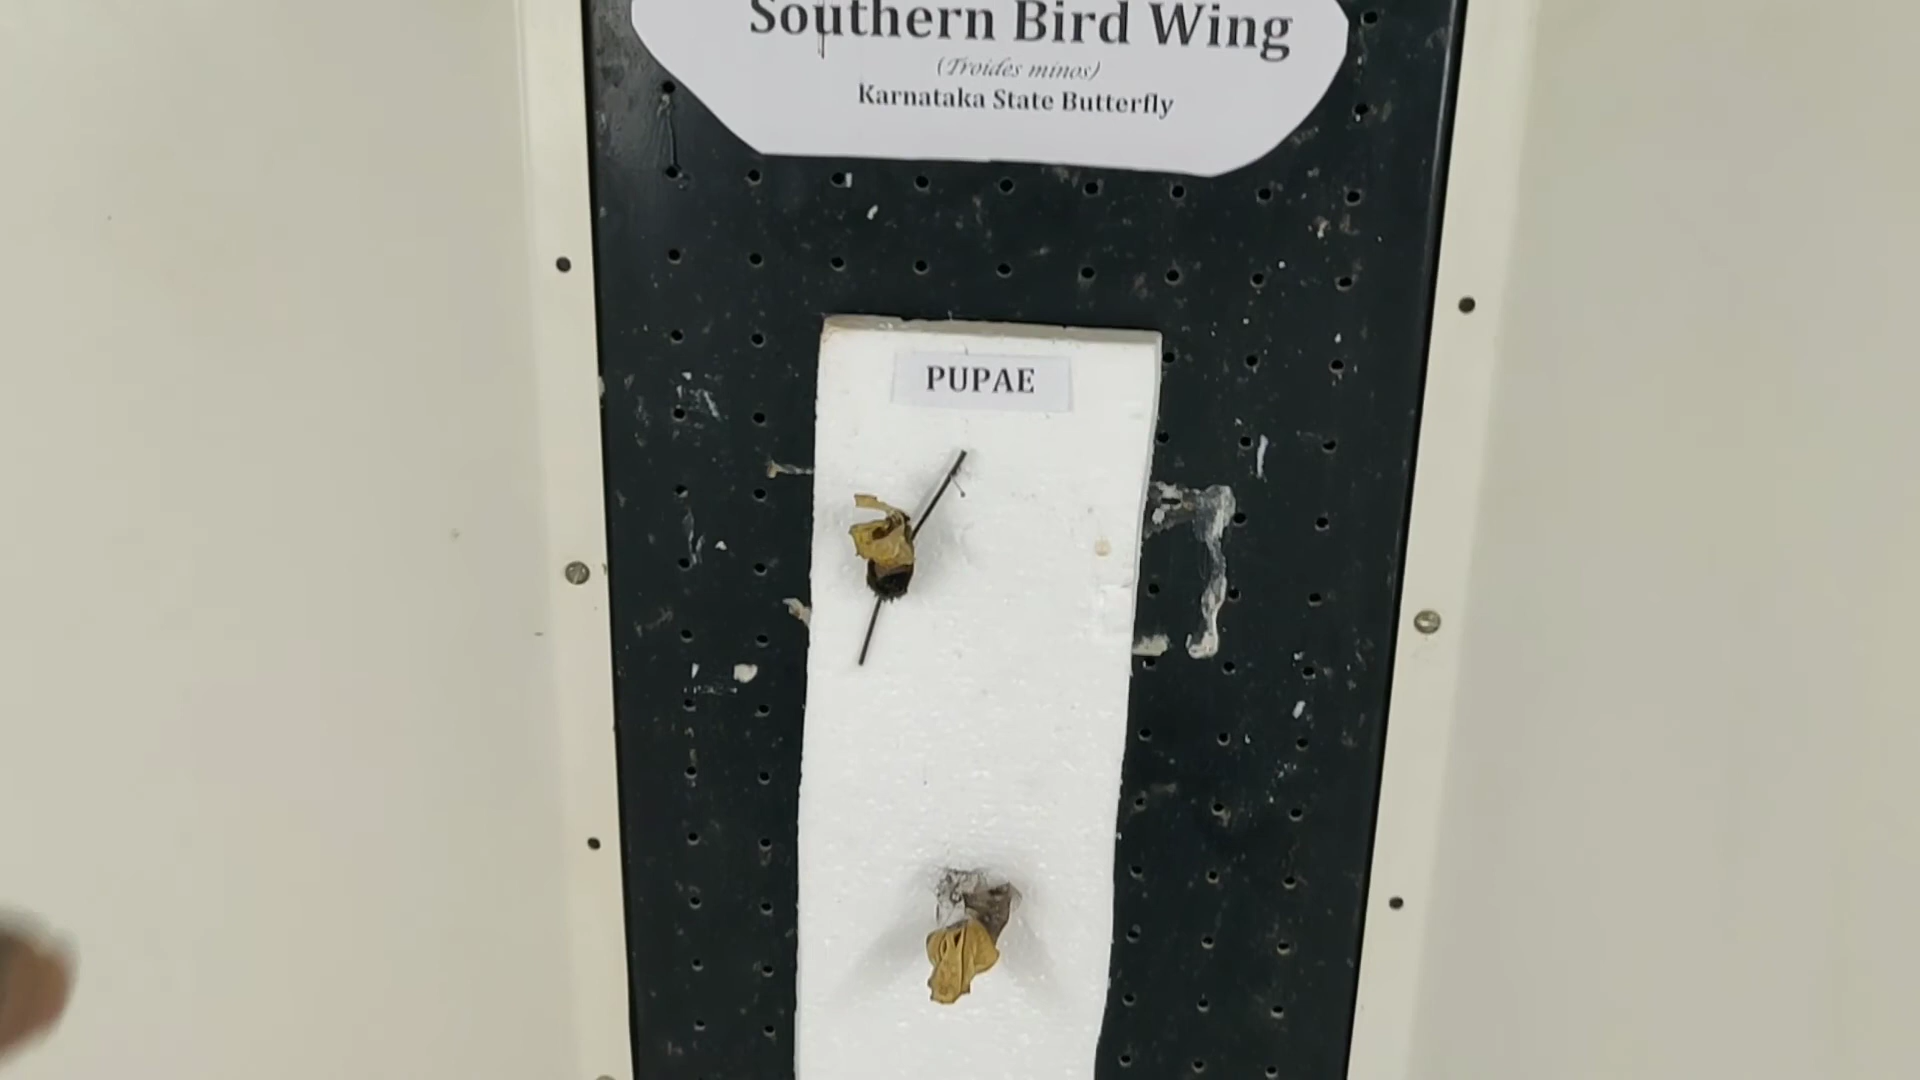 Southern Bird Wing
(Troides minos)
Karnataka State Butterfly
PUPAE